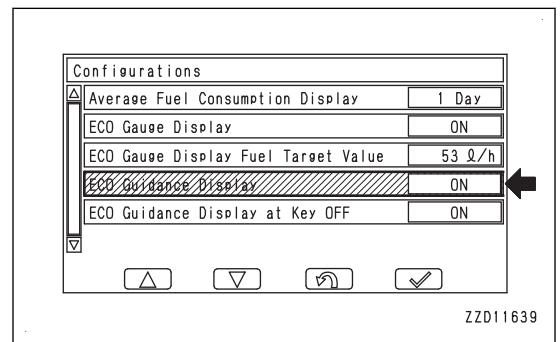 Configurations
Average Fuel Consumption Display 1 Day
ECO Gauge Display ON
ECO Gauge Display Fuel Target Value 53 ℓ/h
ECO Guidance Display ON
ECO Guidance Display at Key OFF ON
ZZD11639